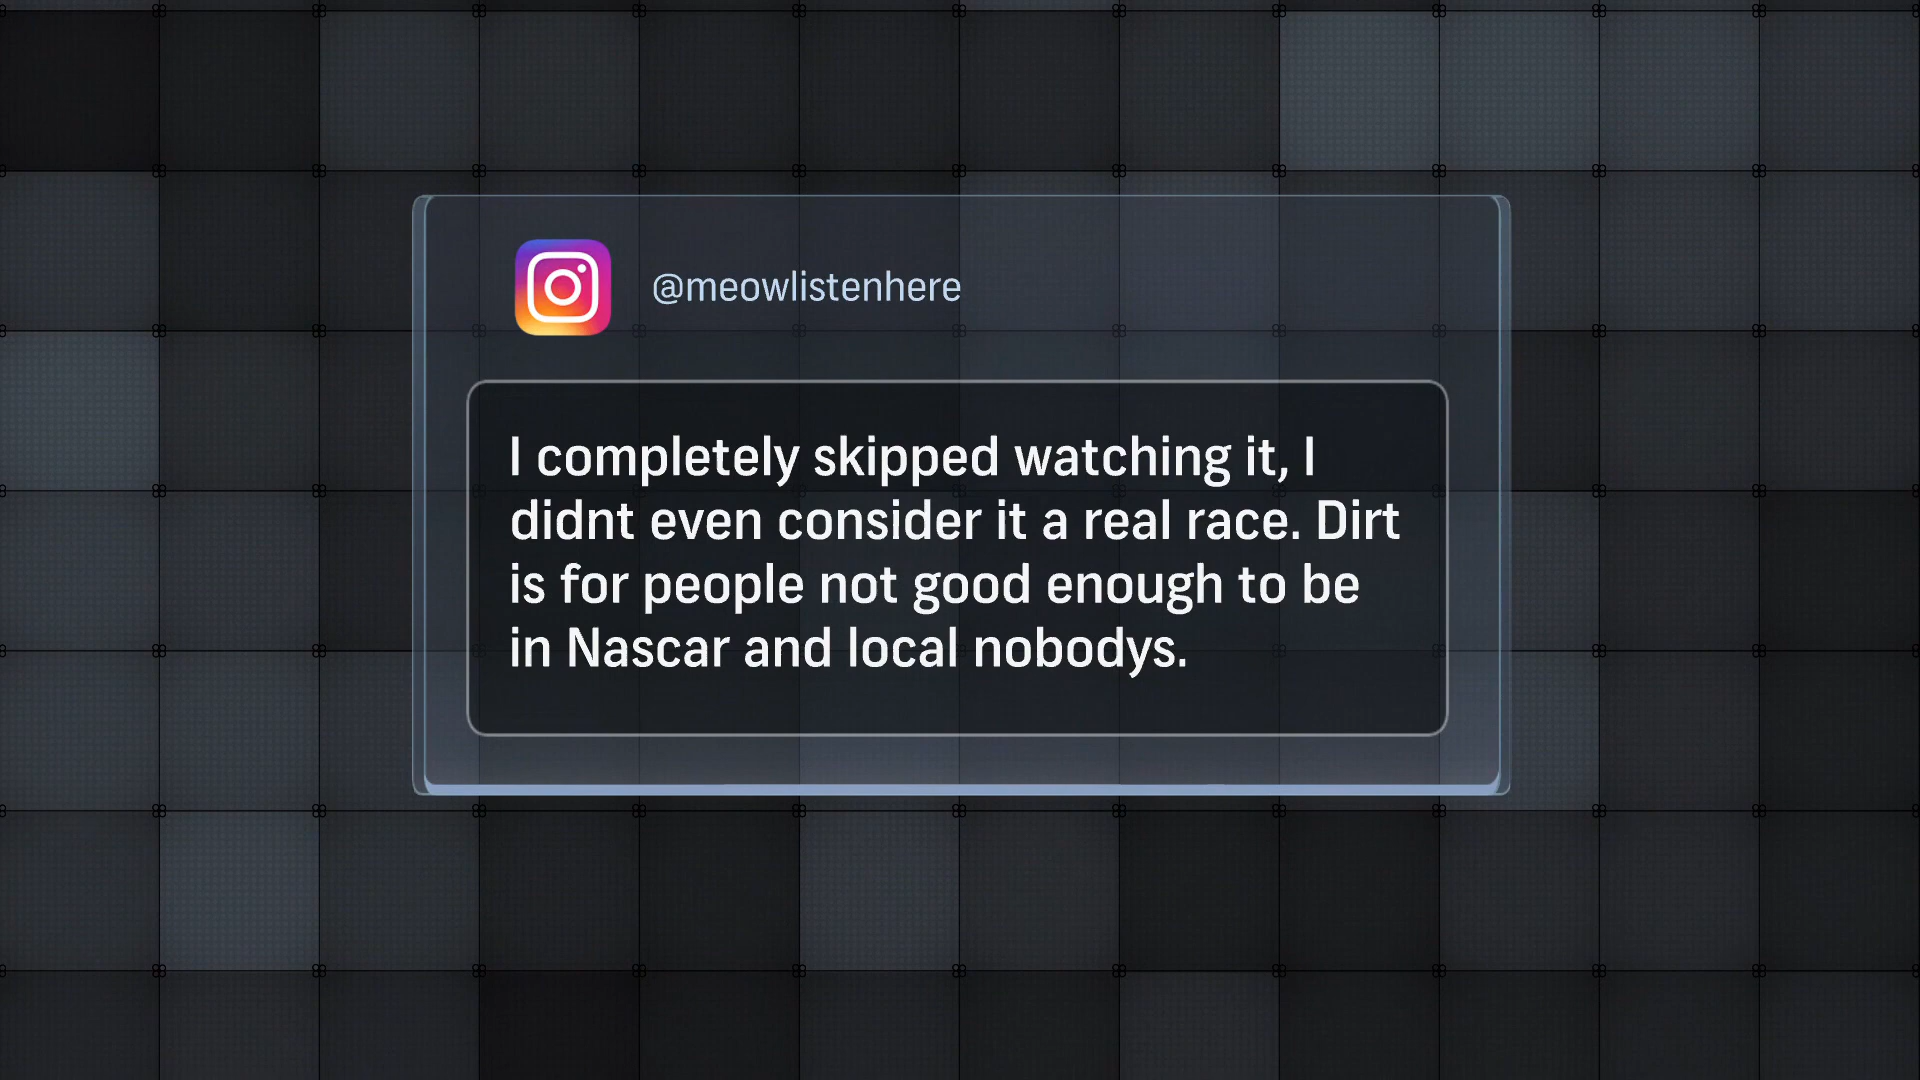 @meowlistenhere
I completely skipped watching it, I
didnt even consider it a real race. Dirt
is for people not good enough to be
in Nascar and local nobodys.